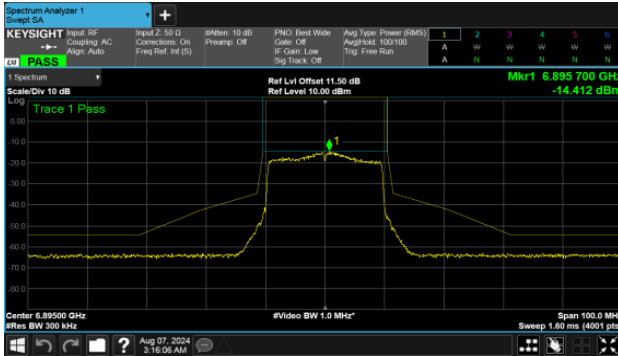 Spectrum Analyzer 1
Swept SA
+
KEYSIGHT
LXI
PASS
Input: RF
Coupling: AC
Align: Auto
Input Z: 50 Ω
Corrections: On
Freq Ref: Int (S)
#Atten: 10 dB
Preamp: Off
PNO: Best Wide
Gate: Off
IF Gain: Low
Sig Track: Off
Avg Type: Power (RMS)
Avg|Hold: 100/100
Trig: Free Run
1 2 3 4 5 6
A W W W W W
A N N N N N
1 Spectrum
Scale/Div 10 dB
Ref Lvl Offset 11.50 dB
Ref Level 10.00 dBm
Mkr1 6.895 700 GHz
-14.412 dBm
Log
Trace 1 Pass
1
0.00
-10.0
-20.0
-30.0
-40.0
-50.0
-60.0
-70.0
-80.0
Center 6.89500 GHz
#Video BW 1.0 MHz*
Span 100.0 MHz
#Res BW 300 kHz
Sweep 1.60 ms (4001 pts)
?
Aug 07, 2024
3:16:06 AM